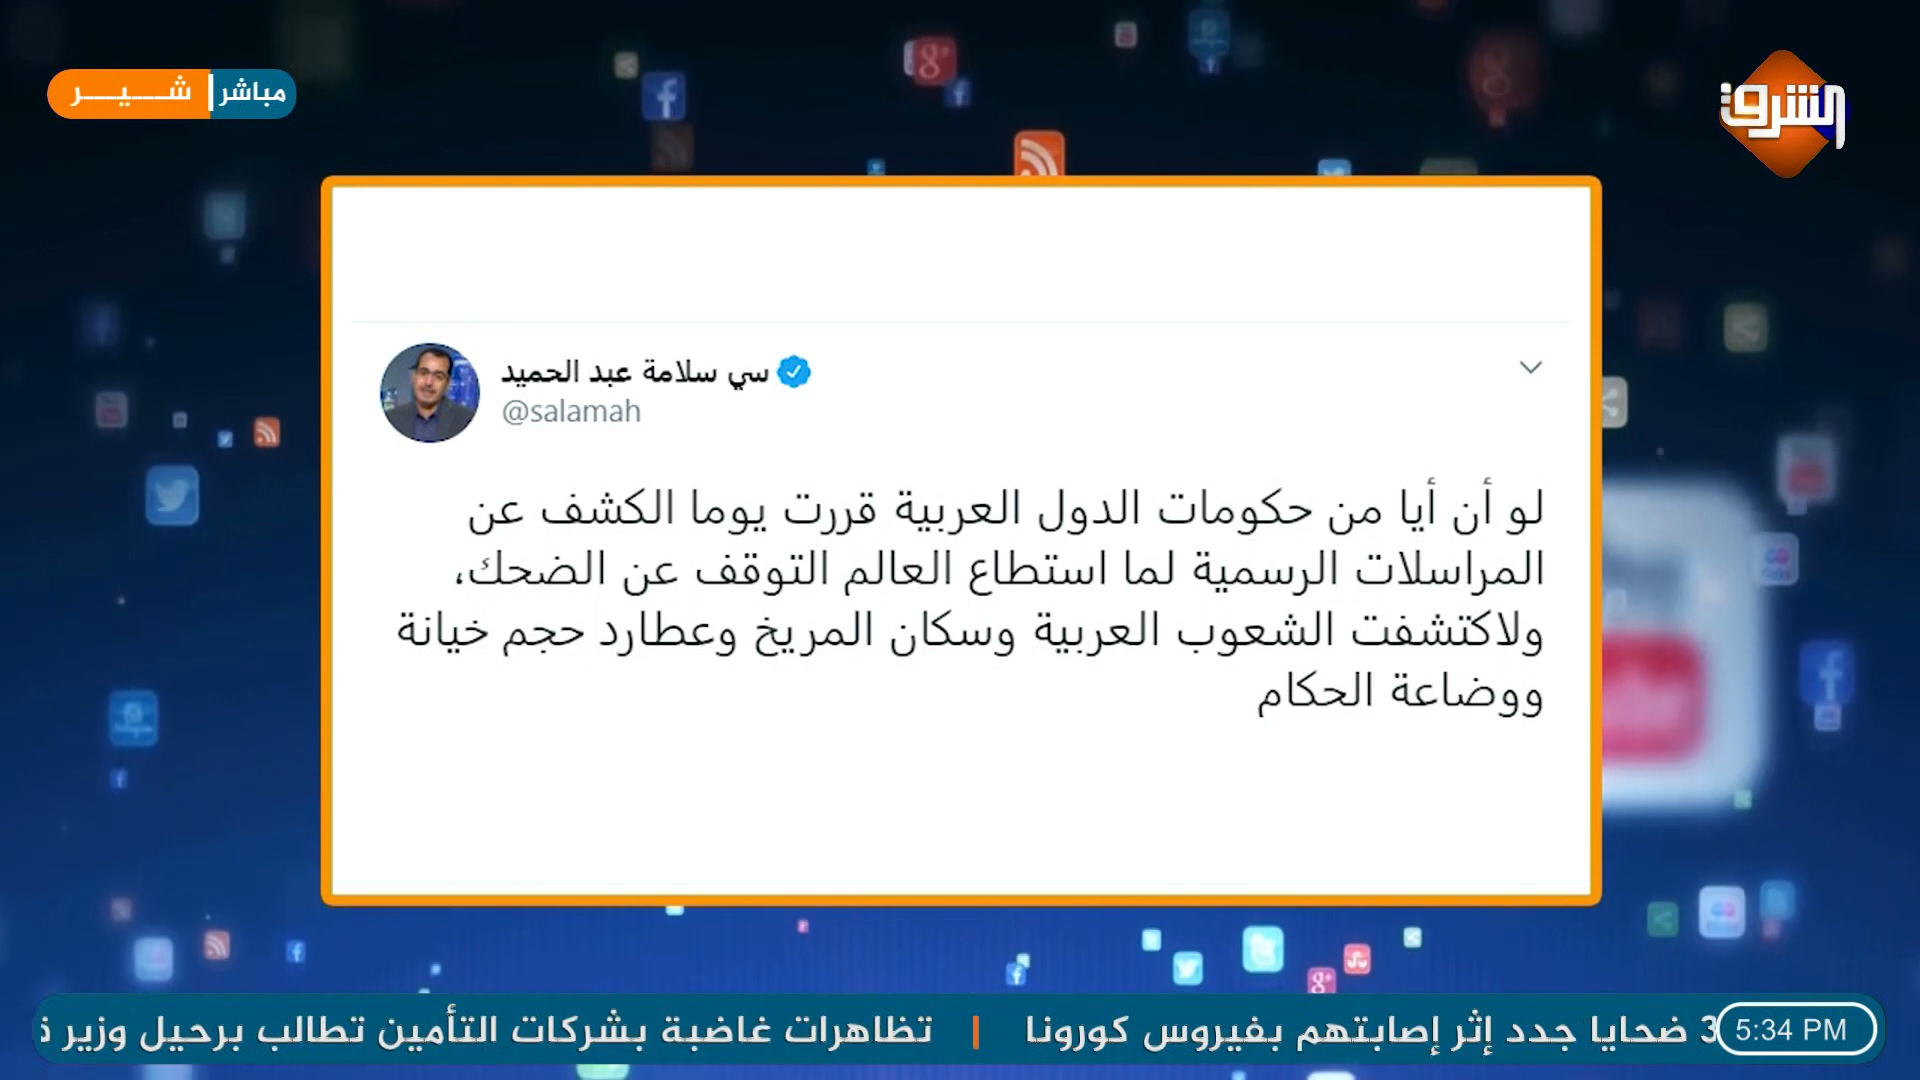 مباشر شـــيـــر
الشرق
سي سلامة عبد الحميد
@salamah
لو أن أيا من حكومات الدول العربية قررت يوما الكشف عن
المراسلات الرسمية لما استطاع العالم التوقف عن الضحك،
ولاكتشفت الشعوب العربية وسكان المريخ وعطارد حجم خيانة
ووضاعة الحكام
3 ضحايا جدد إثر إصابتهم بفيروس كورونا | تظاهرات غاضبة بشركات التأمين تطالب برحيل وزير
5:34 PM